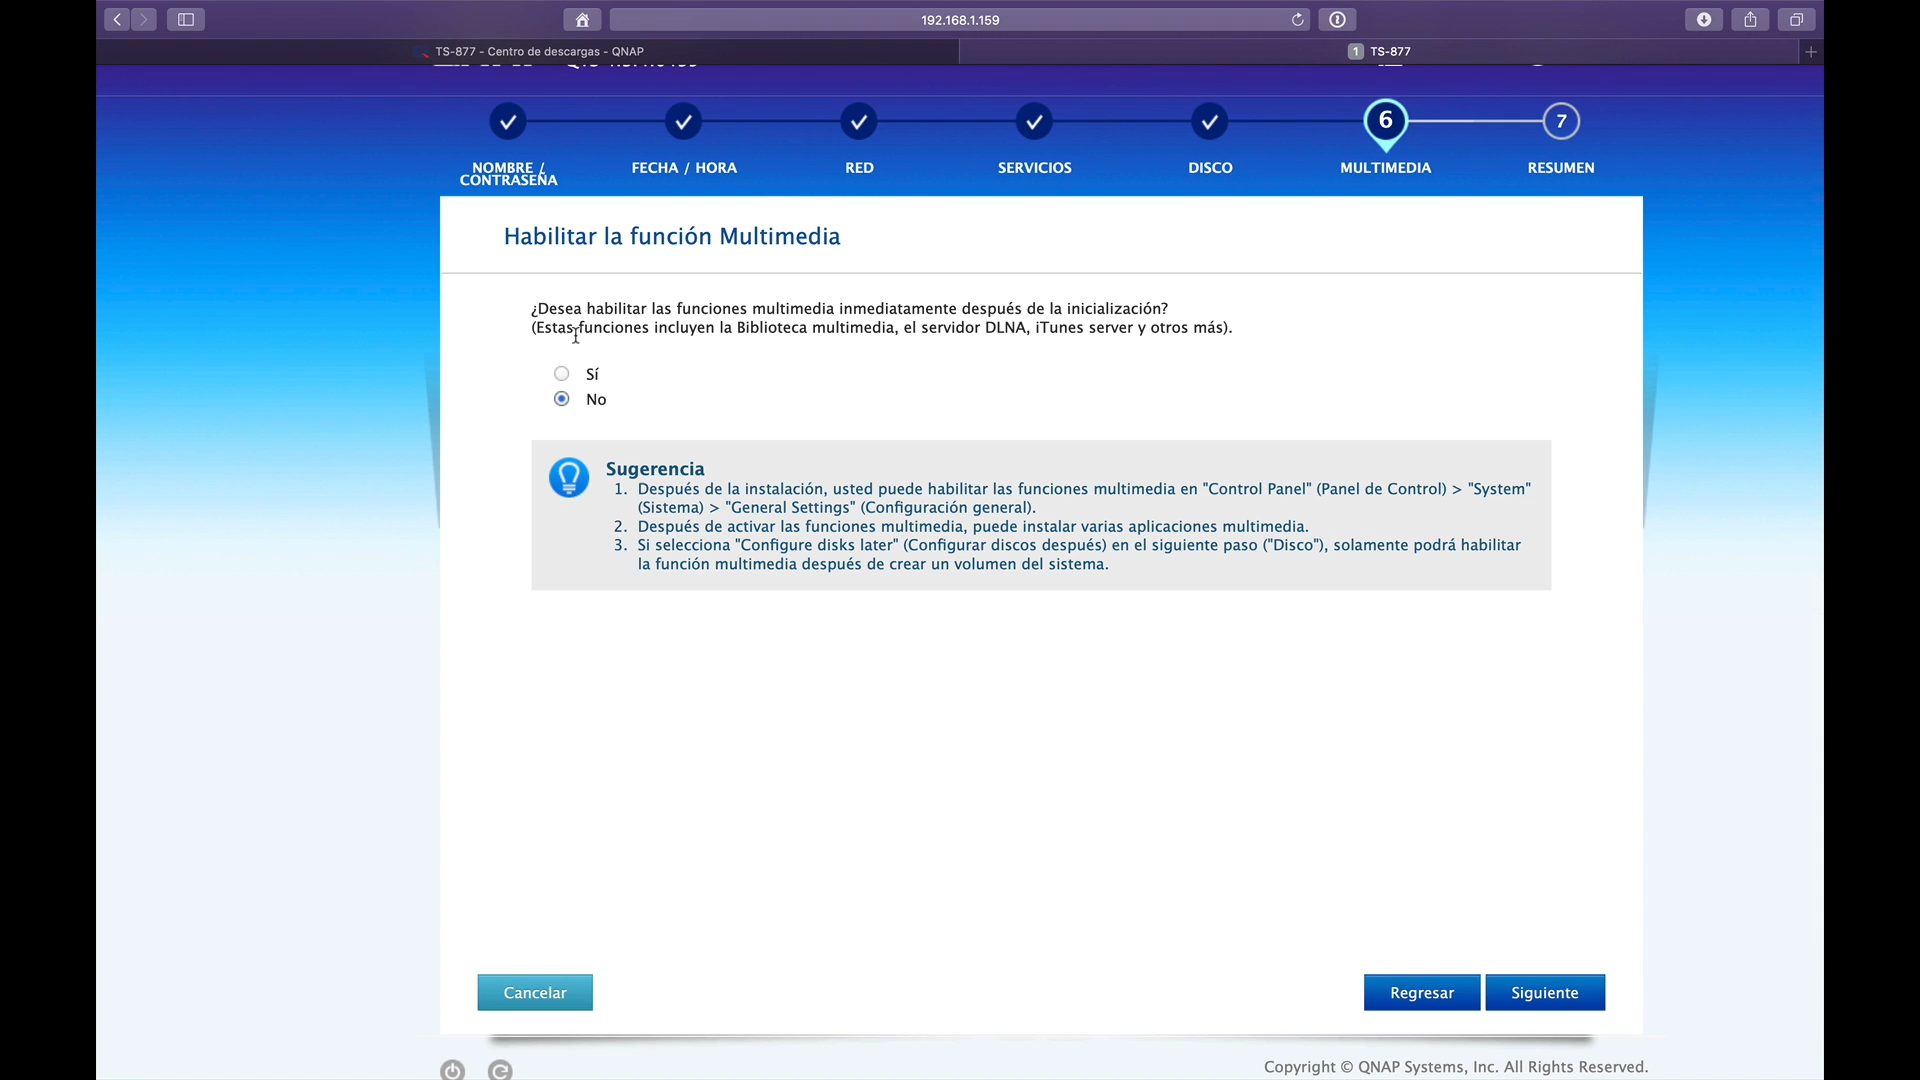 192.168.1.159
TS-877 - Centro de descargas - QNAP
1 TS-877
6
7
NOMBRE /
CONTRASEÑA
FECHA / HORA
RED
SERVICIOS
DISCO
MULTIMEDIA
RESUMEN
Habilitar la función Multimedia
¿Desea habilitar las funciones multimedia inmediatamente después de la inicialización?
(Estas funciones incluyen la Biblioteca multimedia, el servidor DLNA, iTunes server y otros más).
Sí
No
Sugerencia
1. Después de la instalación, usted puede habilitar las funciones multimedia en "Control Panel" (Panel de Control) > "System"
(Sistema) > "General Settings" (Configuración general).
2. Después de activar las funciones multimedia, puede instalar varias aplicaciones multimedia.
3. Si selecciona "Configure disks later" (Configurar discos después) en el siguiente paso ("Disco"), solamente podrá habilitar
la función multimedia después de crear un volumen del sistema.
Cancelar
Regresar
Siguiente
Copyright © QNAP Systems, Inc. All Rights Reserved.